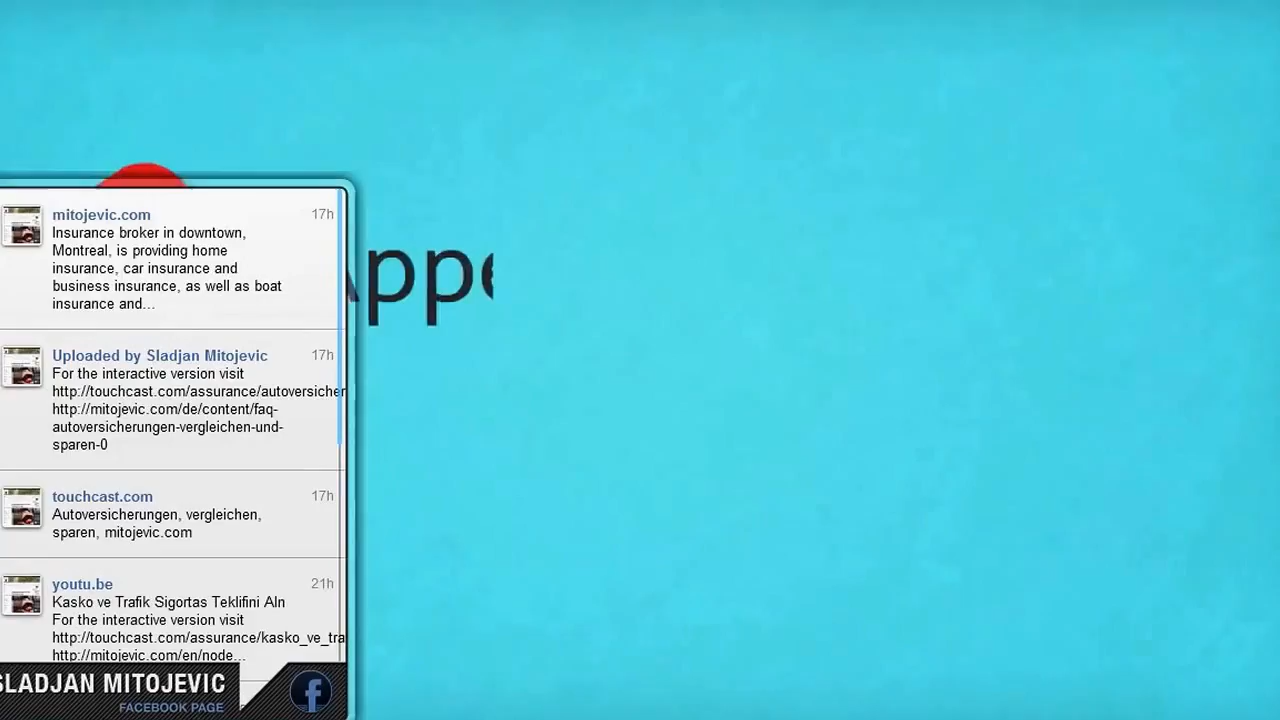 mitojevic.com 17h
Insurance broker in downtown,
Montreal, is providing home
insurance, car insurance and
business insurance, as well as boat
insurance and...
Appe
Uploaded by Sladjan Mitojevic 17h
For the interactive version visit
http://touchcast.com/assurance/autoversicher
http://mitojevic.com/de/content/faq-
autoversicherungen-vergleichen-und-
sparen-0
touchcast.com 17h
Autoversicherungen, vergleichen,
sparen, mitojevic.com
youtu.be 21h
Kasko ve Trafik Sigortas Teklifini Aln
For the interactive version visit
http://touchcast.com/assurance/kasko_ve_tra
http://mitojevic.com/en/node...
SLADJAN MITOJEVIC
FACEBOOK PAGE